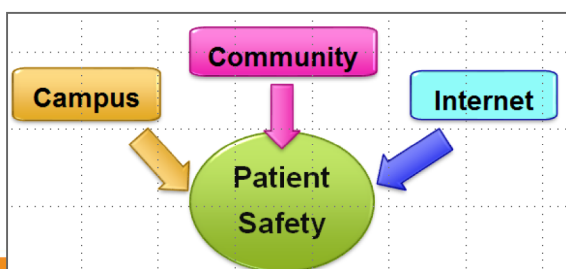 Community
Campus
Internet
Patient
Safety